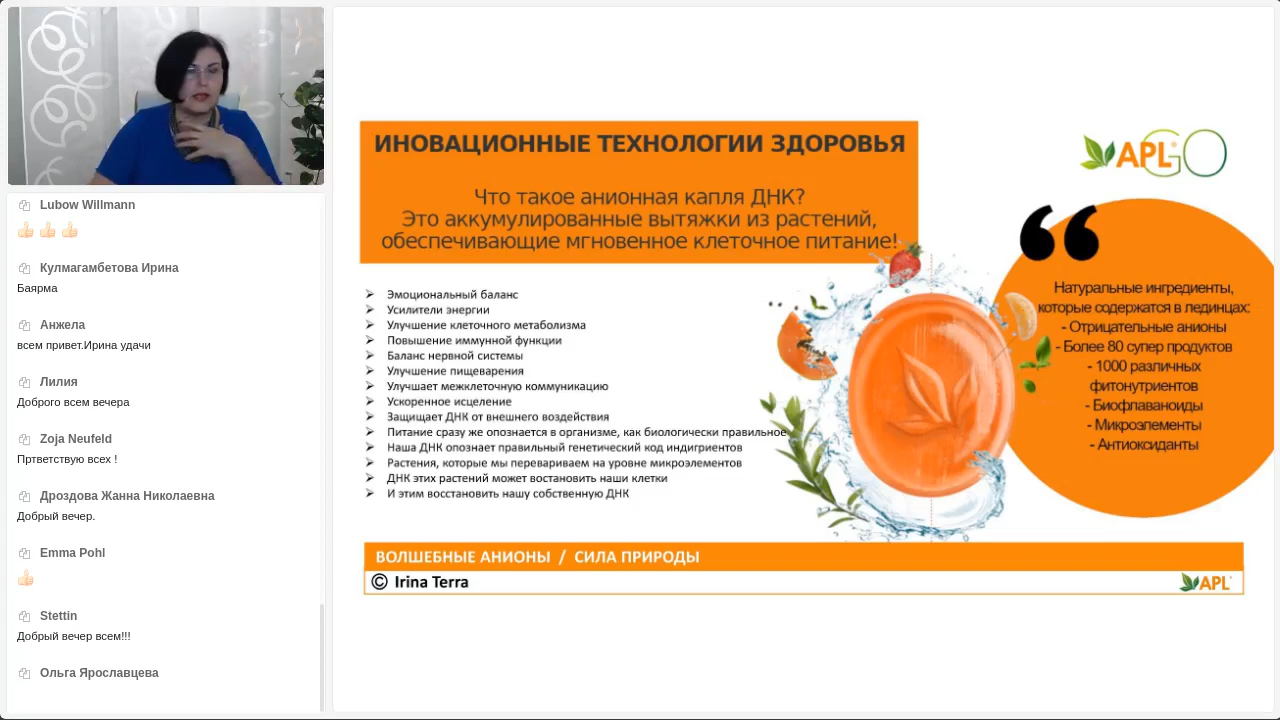 Lubow Willmann
Кулмагамбетова Ирина
Баярма
Анжела
всем привет.Ирина удачи
Лилия
Доброго всем вечера
Zoja Neufeld
Пртветствую всех !
Дроздова Жанна Николаевна
Добрый вечер.
Emma Pohl
Stettin
Добрый вечер всем!!!
Ольга Ярославцева
ИНОВАЦИОННЫЕ ТЕХНОЛОГИИ ЗДОРОВЬЯ
Что такое анионная капля ДНК?
Это аккумулированные вытяжки из растений,
обеспечивающие мгновенное клеточное питание!
Эмоциональный баланс
Усилители энергии
Улучшение клеточного метаболизма
Повышение иммунной функции
Баланс нервной системы
Улучшение пищеварения
Улучшает межклеточную коммуникацию
Ускоренное исцеление
Защищает ДНК от внешнего воздействия
Питание сразу же опознается в организме, как биологически правильное
Наша ДНК опознает правильный генетический код индигриентов
Растения, которые мы перевариваем на уровне микроэлементов
ДНК этих растений может востановить наши клетки
И этим восстановить нашу собственную ДНК
APLGO
“
Натуральные ингредиенты,
которые содержатся в лединцах:
- Отрицательные анионы
- Более 80 супер продуктов
- 1000 различных
фитонутриентов
- Биофлаваноиды
- Микроэлементы
- Антиоксиданты
ВОЛШЕБНЫЕ АНИОНЫ / СИЛА ПРИРОДЫ
© Irina Terra
APL